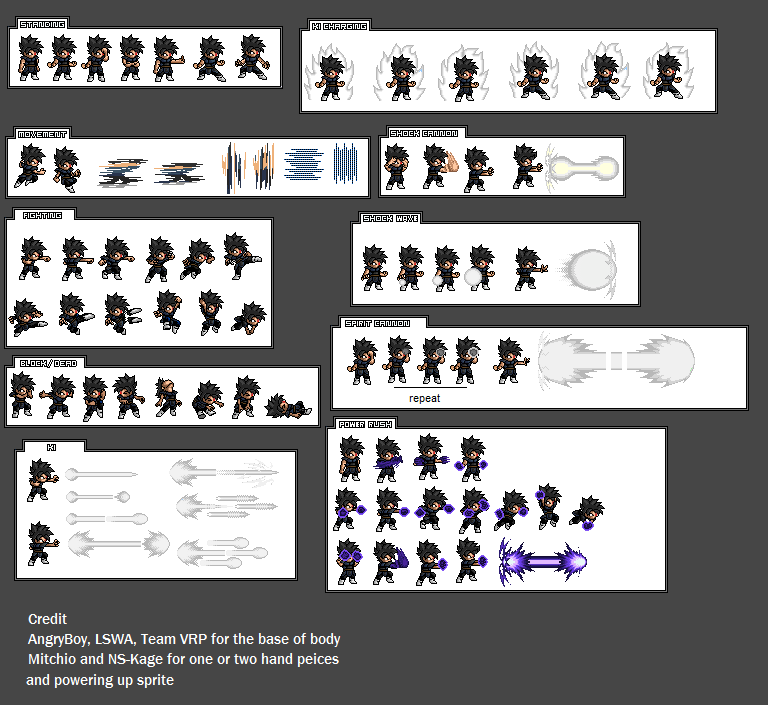 STANDING
KI CHARGING
MOVEMENT
SHOCK CANNON
FIGHTING
SHOCK WAVE
SPIRIT CANNON
repeat
BLOCK/DEAD
POWER RUSH
KI
Credit
AngryBoy, LSWA, Team VRP for the base of body
Mitchio and NS-Kage for one or two hand peices
and powering up sprite